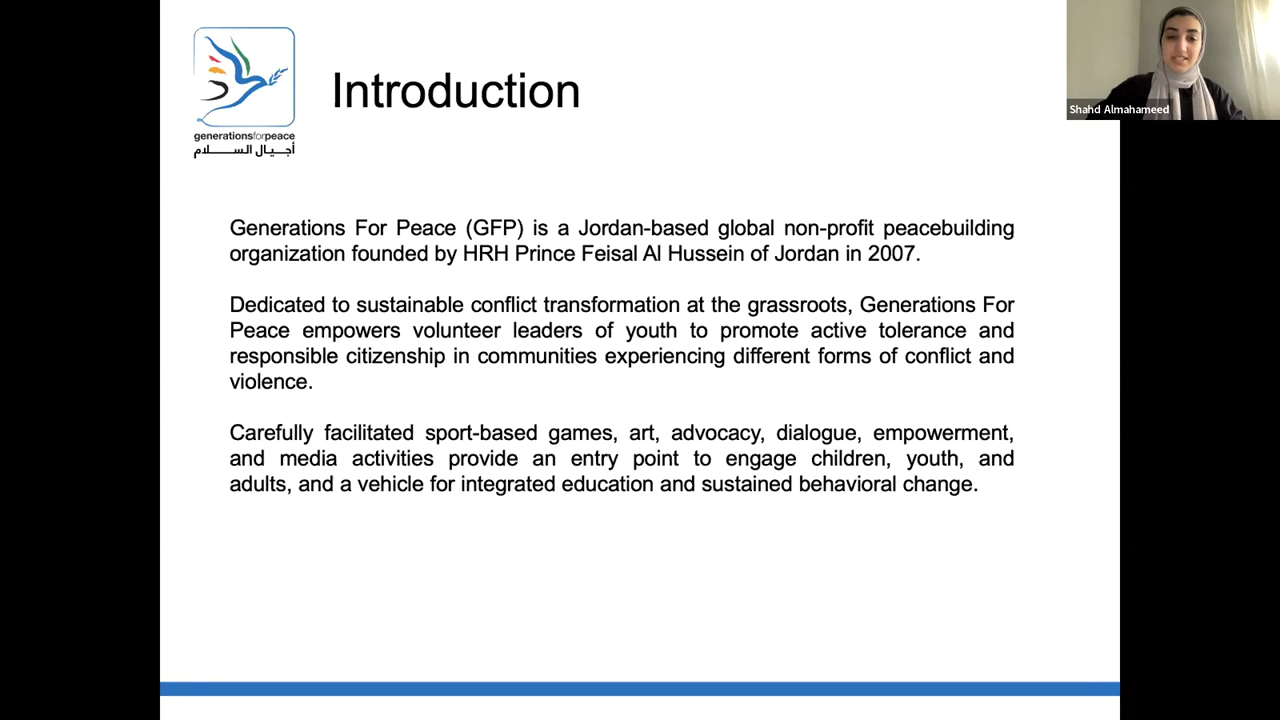 Introduction
generationsforpeace
أجيال السلام
Shahd Almahameed
Generations For Peace (GFP) is a Jordan-based global non-profit peacebuilding
organization founded by HRH Prince Feisal Al Hussein of Jordan in 2007.
Dedicated to sustainable conflict transformation at the grassroots, Generations For
Peace empowers volunteer leaders of youth to promote active tolerance and
responsible citizenship in communities experiencing different forms of conflict and
violence.
Carefully facilitated sport-based games, art, advocacy, dialogue, empowerment,
and media activities provide an entry point to engage children, youth, and
adults, and a vehicle for integrated education and sustained behavioral change.